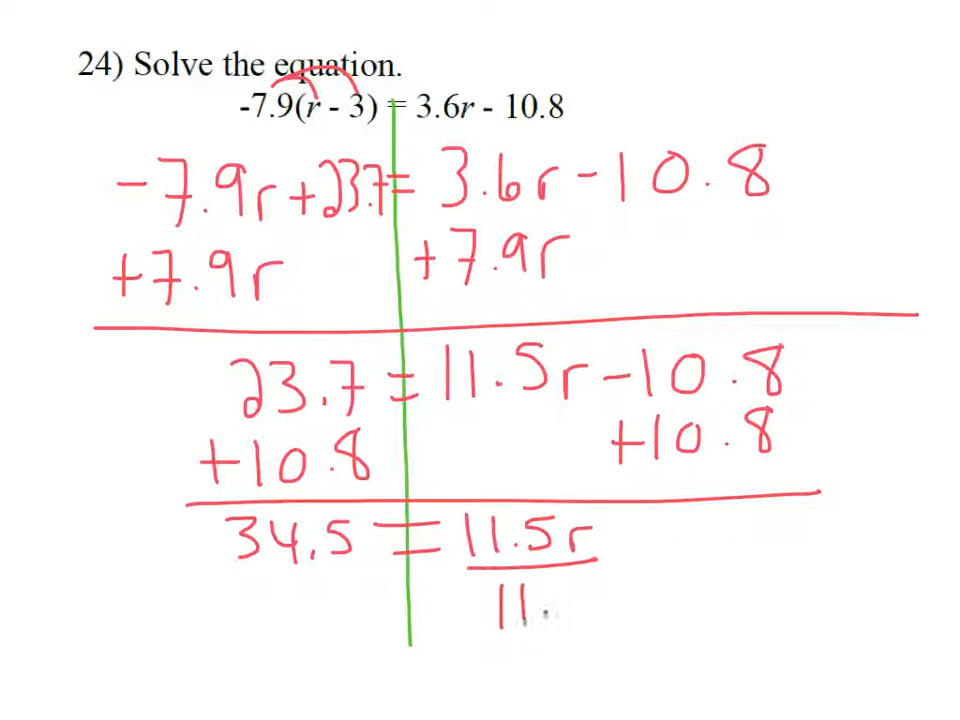 24) Solve the equation.
-7.9(r - 3) = 3.6r - 10.8
-7.9r+23.7= 3.6r-10.8
+7.9r +7.9r
23.7 = 11.5r-10.8
+10.8 +10.8
34.5 = 11.5r
11.